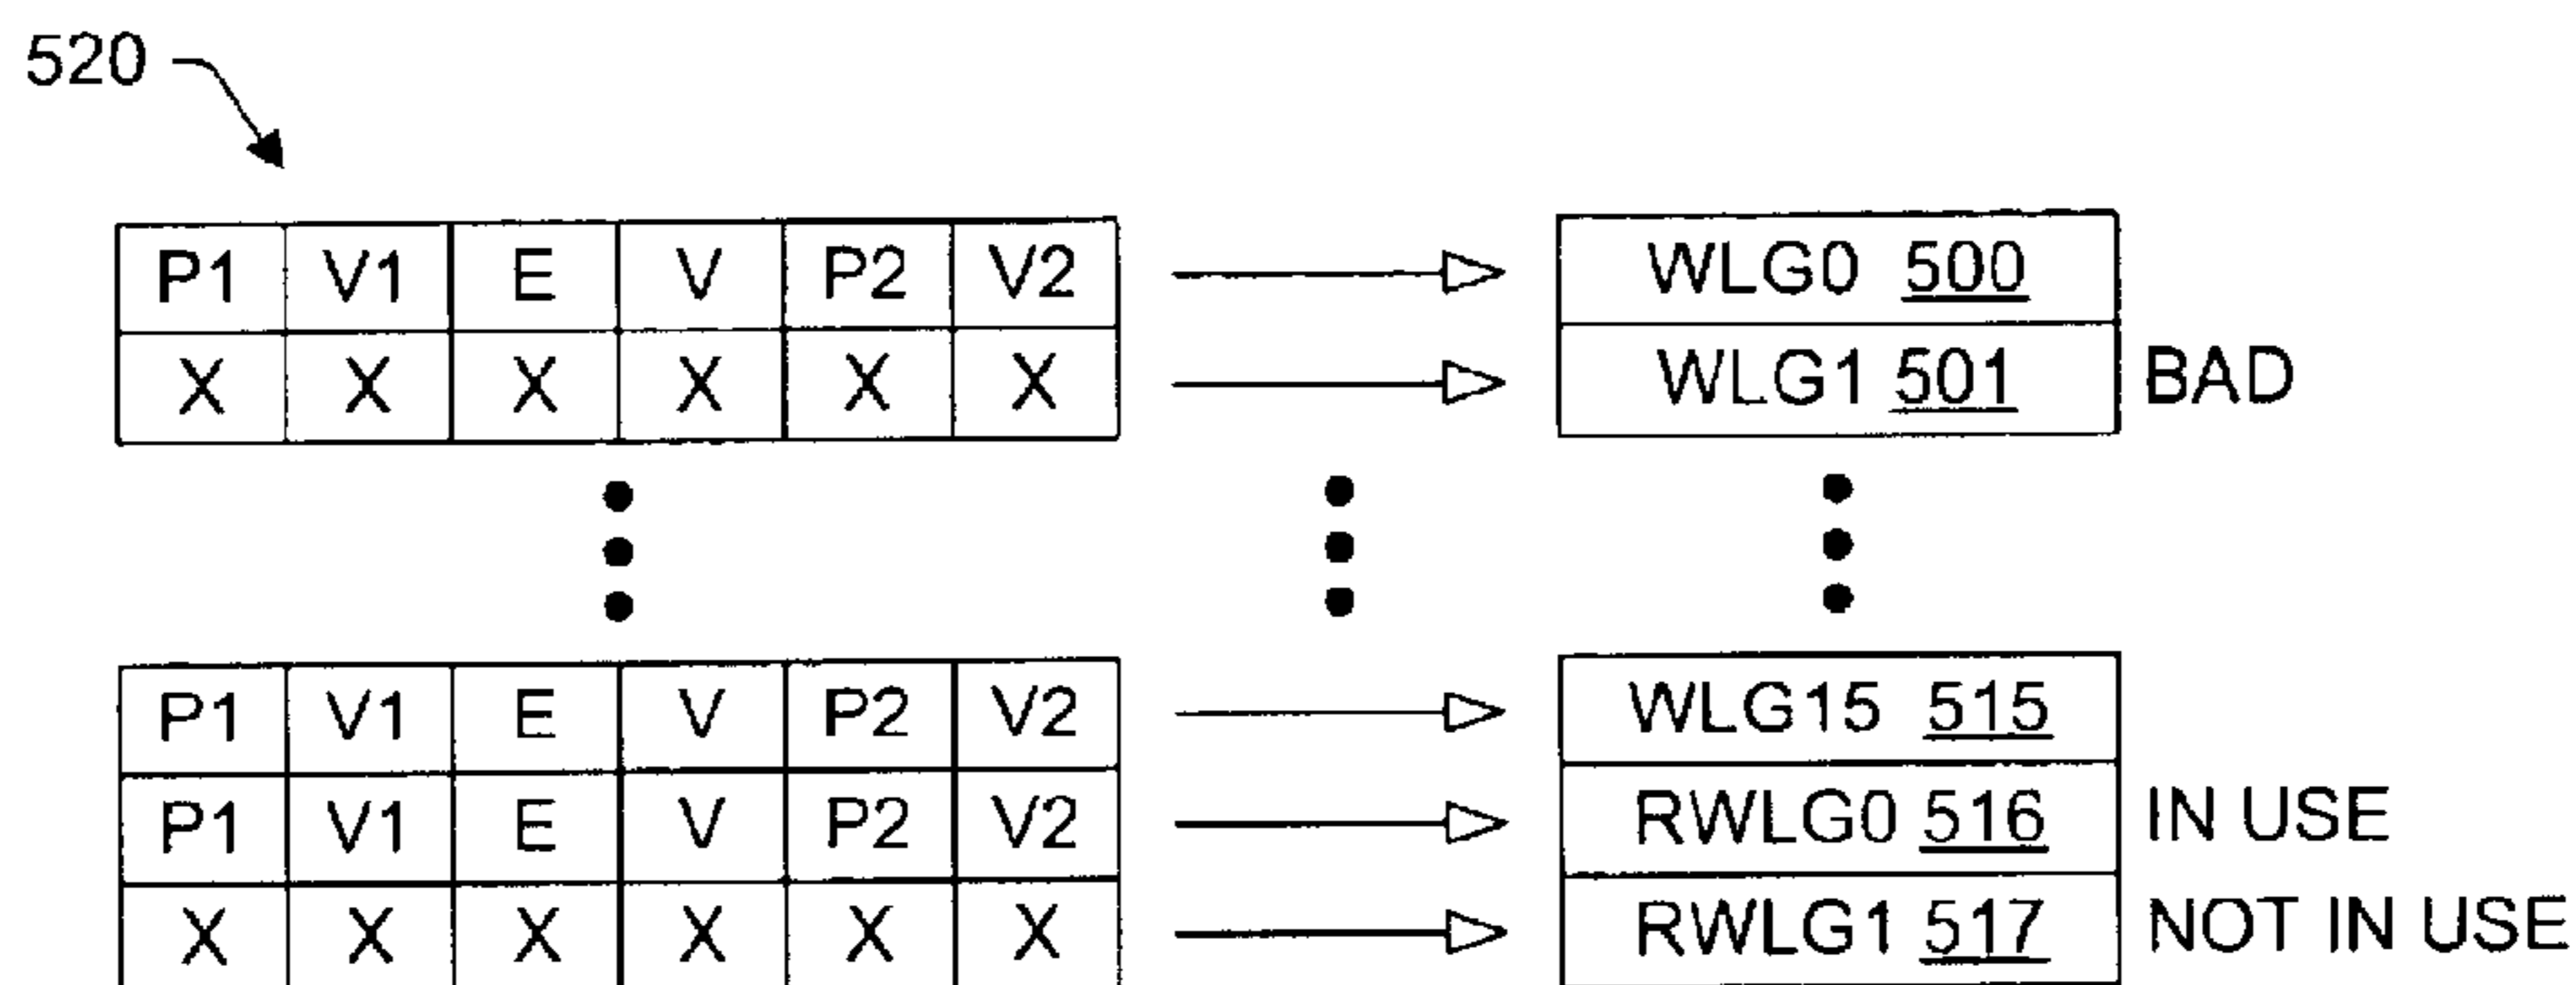 520
P1 V1 E V P2 V2 WLG0 500
X X X X X X WLG1 501 BAD
P1 V1 E V P2 V2 WLG15 515
P1 V1 E V P2 V2 RWLG0 516 IN USE
X X X X X X RWLG1 517 NOT IN USE